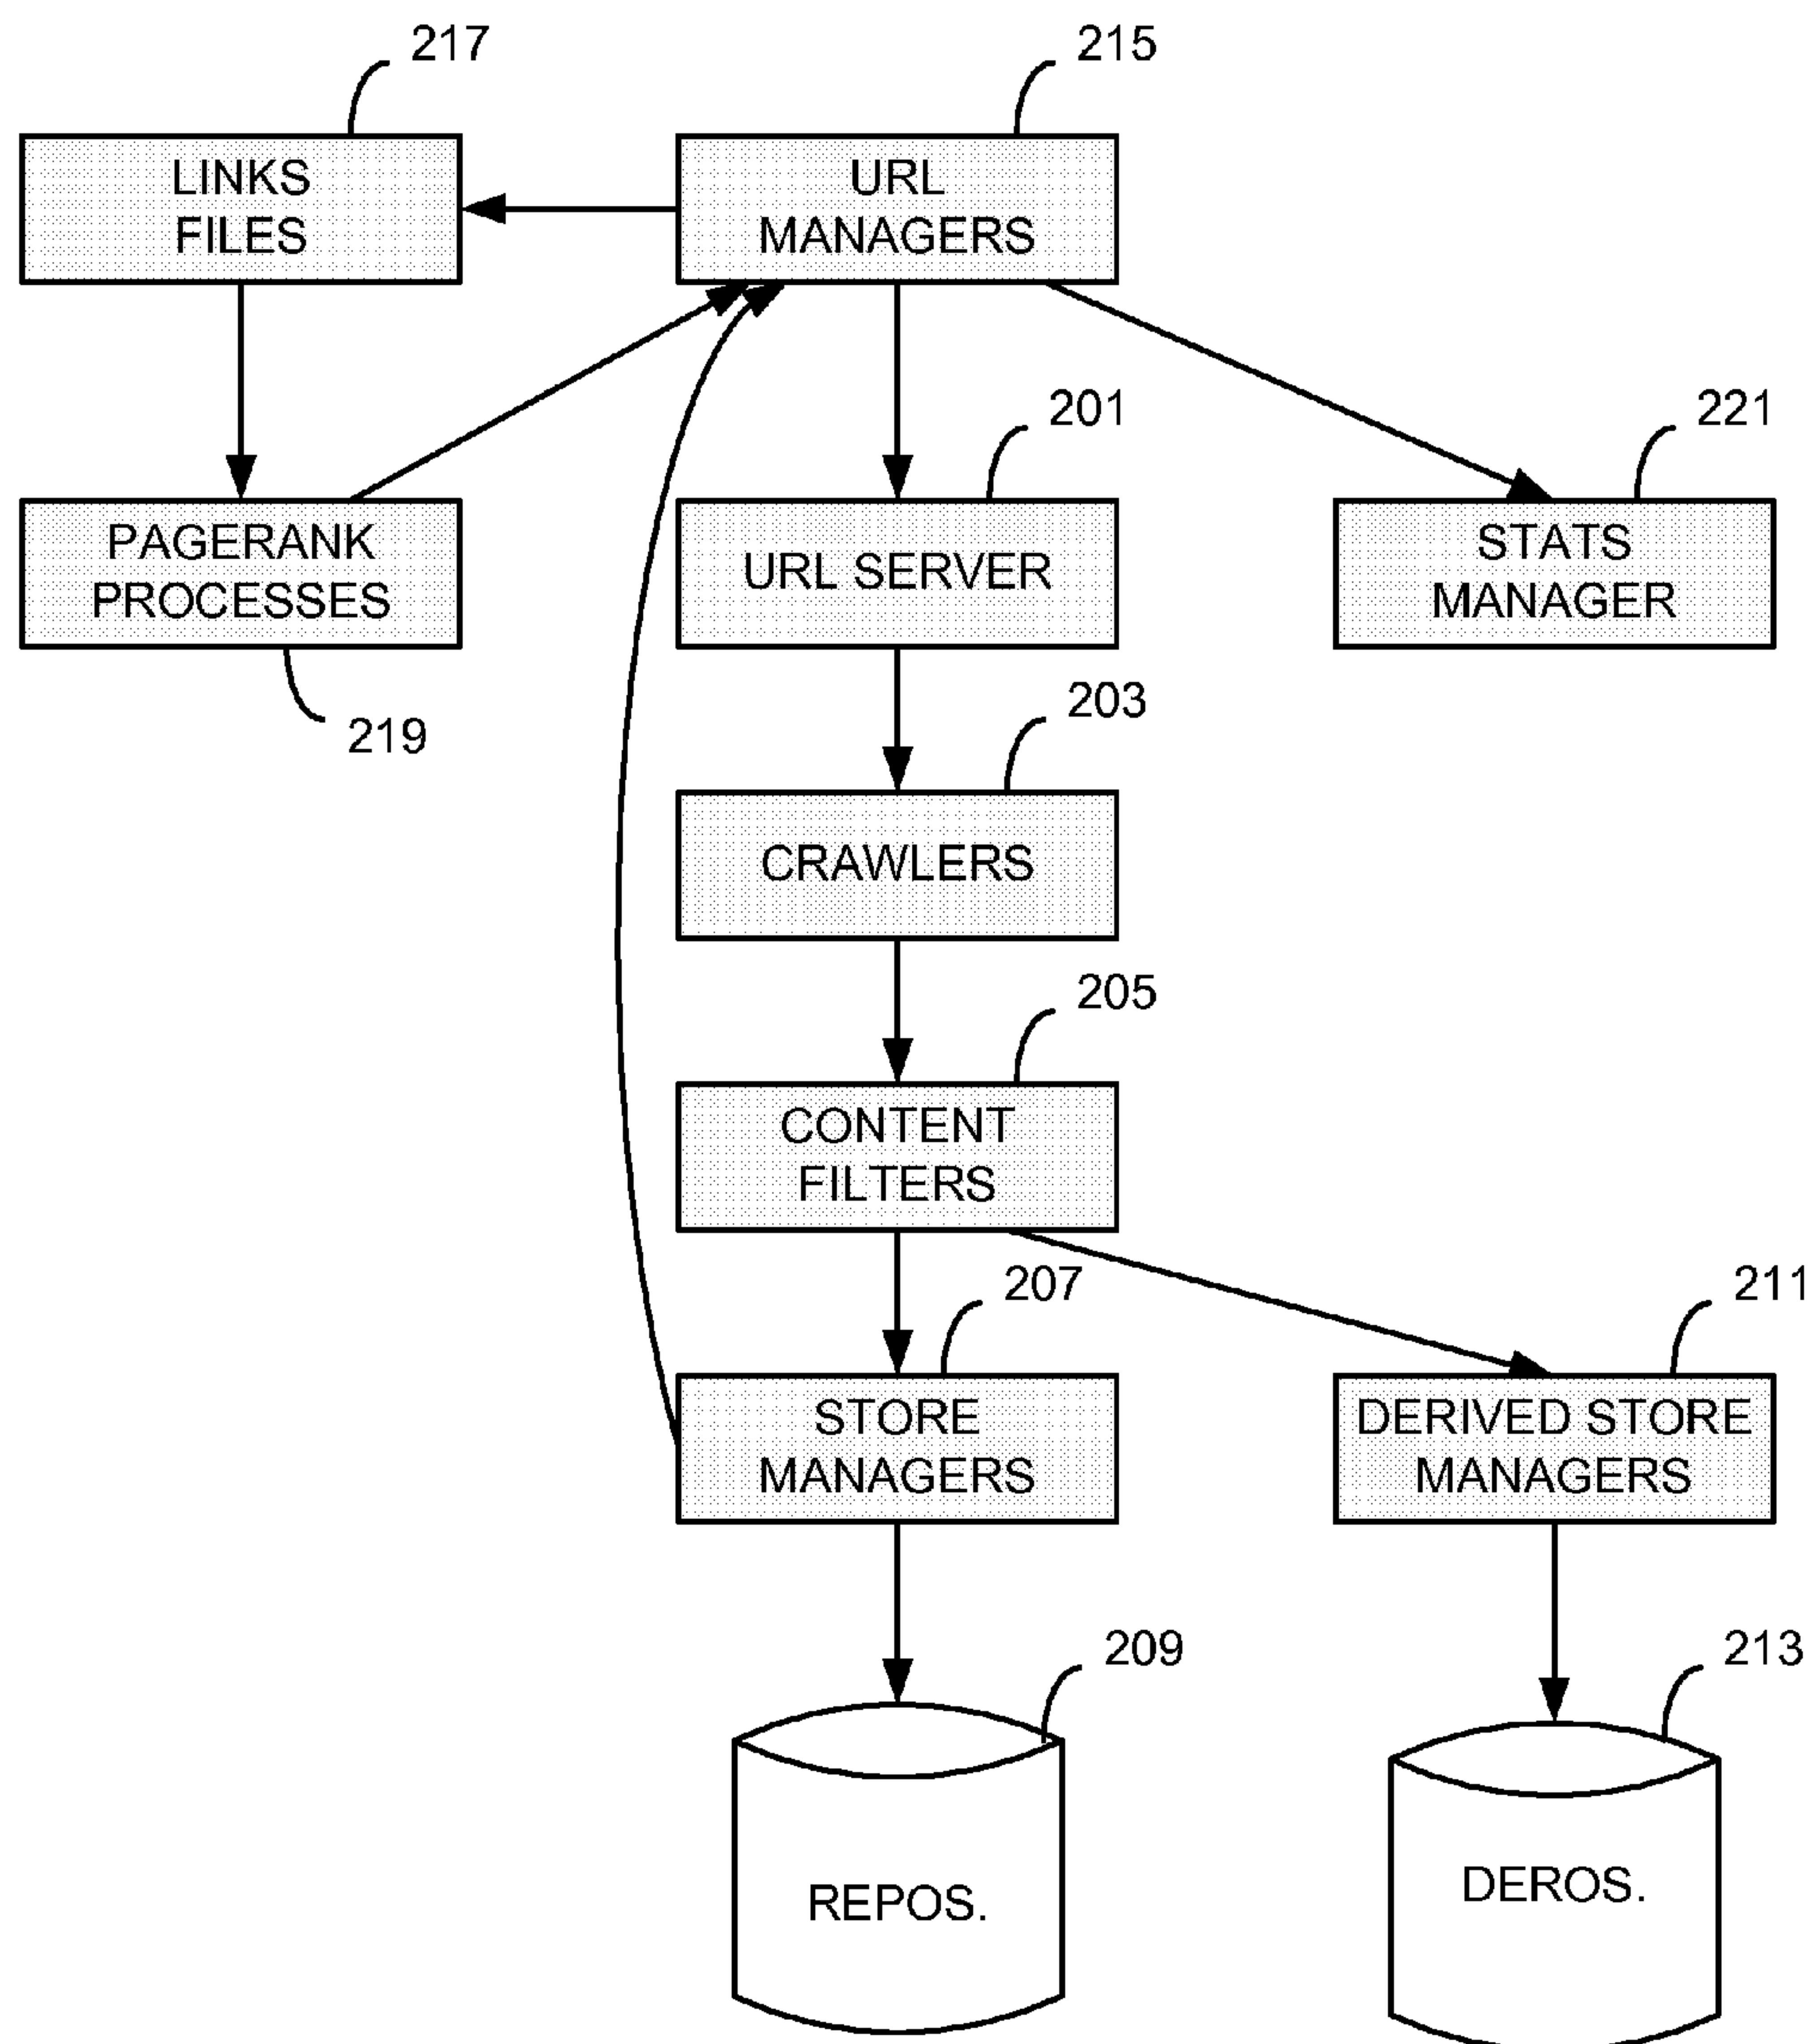 217
215
LINKS
FILES
URL
MANAGERS
201
221
PAGERANK
PROCESSES
URL SERVER
STATS
MANAGER
219
203
CRAWLERS
205
CONTENT
FILTERS
207
211
STORE
MANAGERS
DERIVED STORE
MANAGERS
209
213
REPOS.
DEROS.